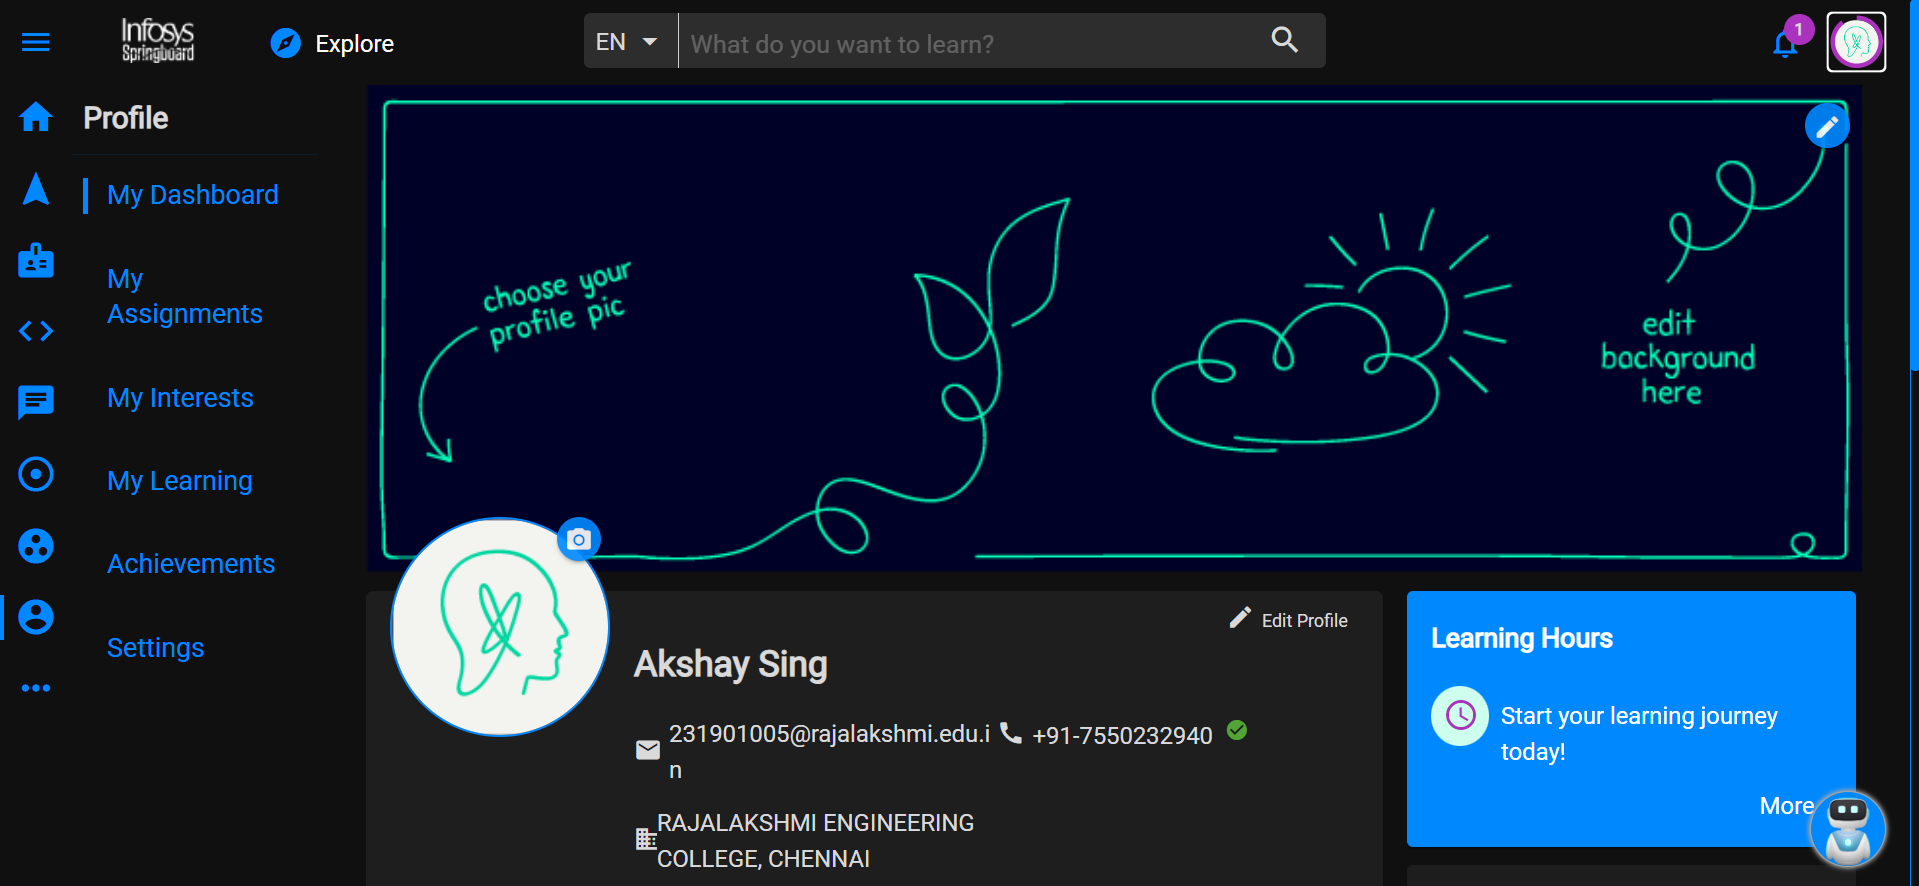 Infosys
Springboard
Explore
EN
What do you want to learn?
1
Profile
My Dashboard
My
Assignments
My Interests
My Learning
Achievements
Settings
choose your
profile pic
edit
background
here
Edit Profile
Akshay Sing
231901005@rajalakshmi.edu.i
n
+91-7550232940
RAJALAKSHMI ENGINEERING
COLLEGE, CHENNAI
Learning Hours
Start your learning journey
today!
More